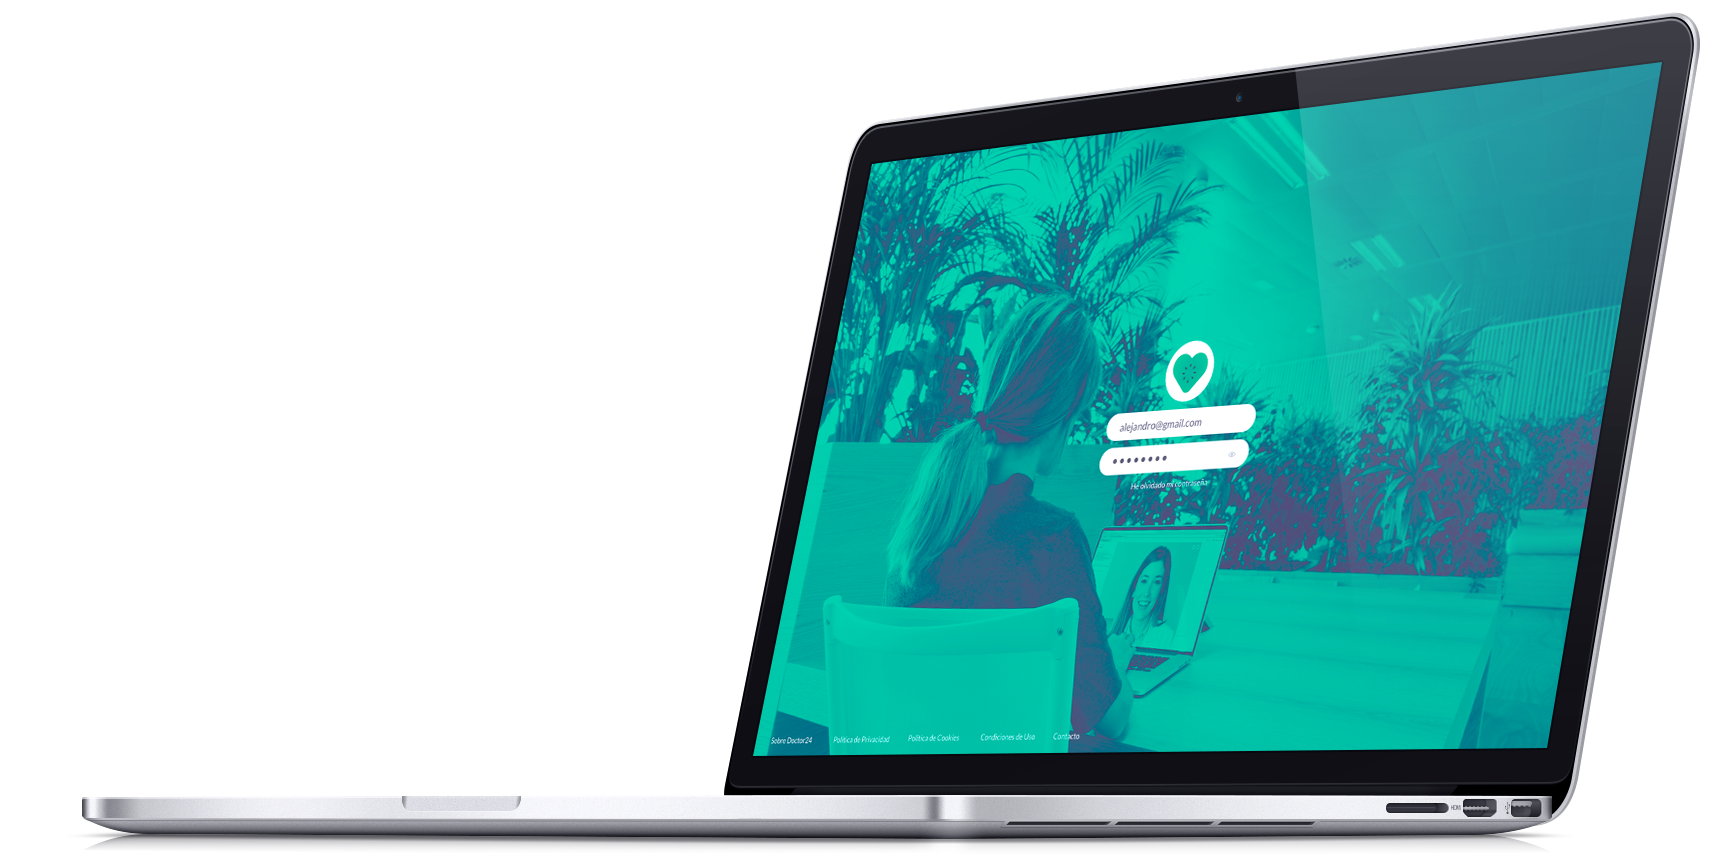 alejandro@gmail.com
He olvidado mi contraseña
Sobre Doctor24 Política de Privacidad Política de Cookies Condiciones de Uso Contacto
HDMI